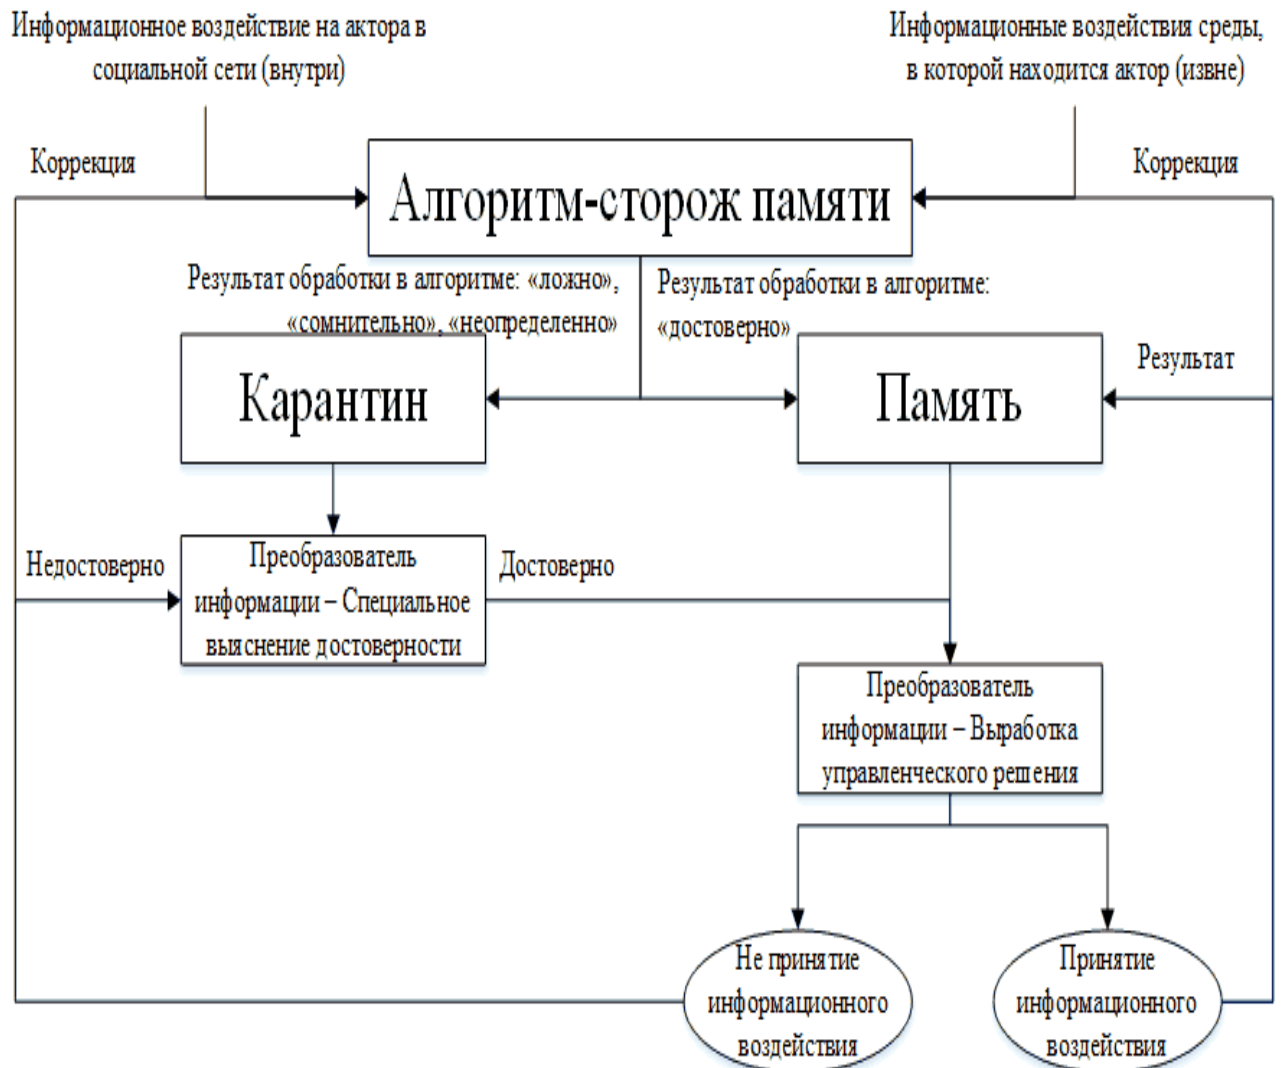 Информационное воздействие на актора в
социальной сети (внутри)
Информационные воздействия среды,
в которой находится актор (извне)
Коррекция
Коррекция
Алгоритм-сторож памяти
Результат обработки в алгоритме: «ложно»,
«сомнительно», «неопределенно»
Результат обработки в алгоритме:
«достоверно»
Карантин
Память
Результат
Недостоверно
Преобразователь
информации – Специальное
выяснение достоверности
Достоверно
Преобразователь
информации – Выработка
управленческого решения
Не принятие
информационного
воздействия
Принятие
информационного
воздействия